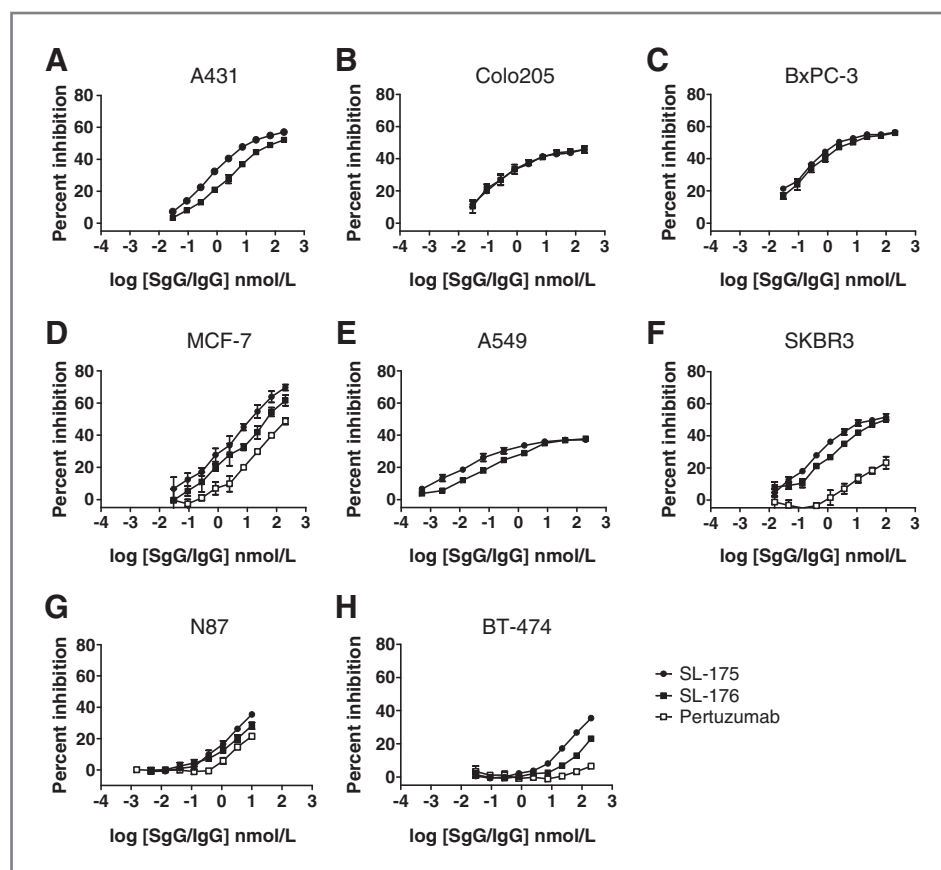 A
A431
Percent inhibition
80
60
40
20
0
-4 -3 -2 -1 0 1 2 3
log [SgG/IgG] nmol/L
B
Colo205
Percent inhibition
80
60
40
20
0
-4 -3 -2 -1 0 1 2 3
log [SgG/IgG] nmol/L
C
BxPC-3
Percent inhibition
80
60
40
20
0
-4 -3 -2 -1 0 1 2 3
log [SgG/IgG] nmol/L
D
MCF-7
Percent inhibition
80
60
40
20
0
-4 -3 -2 -1 0 1 2 3
log [SgG/IgG] nmol/L
E
A549
Percent inhibition
80
60
40
20
0
-4 -3 -2 -1 0 1 2 3
log [SgG/IgG] nmol/L
F
SKBR3
Percent inhibition
80
60
40
20
0
-4 -3 -2 -1 0 1 2 3
log [SgG/IgG] nmol/L
G
N87
Percent inhibition
80
60
40
20
0
-4 -3 -2 -1 0 1 2 3
log [SgG/IgG] nmol/L
H
BT-474
Percent inhibition
80
60
40
20
0
-4 -3 -2 -1 0 1 2 3
log [SgG/IgG] nmol/L
SL-175
SL-176
Pertuzumab